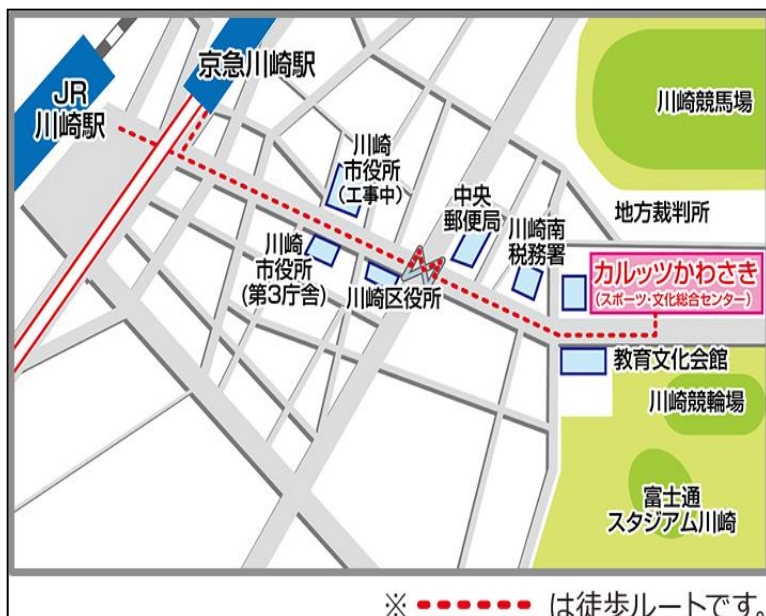 京急川崎駅
JR
川崎駅
川崎競馬場
川崎
市役所
(工事中)
中央
郵便局
地方裁判所
川崎南
税務署
川崎
市役所
(第3庁舎)
川崎区役所
カルッツかわさき
(スポーツ・文化総合センター)
教育文化会館
川崎競輪場
富士通
スタジアム川崎
※ は徒歩ルートです。